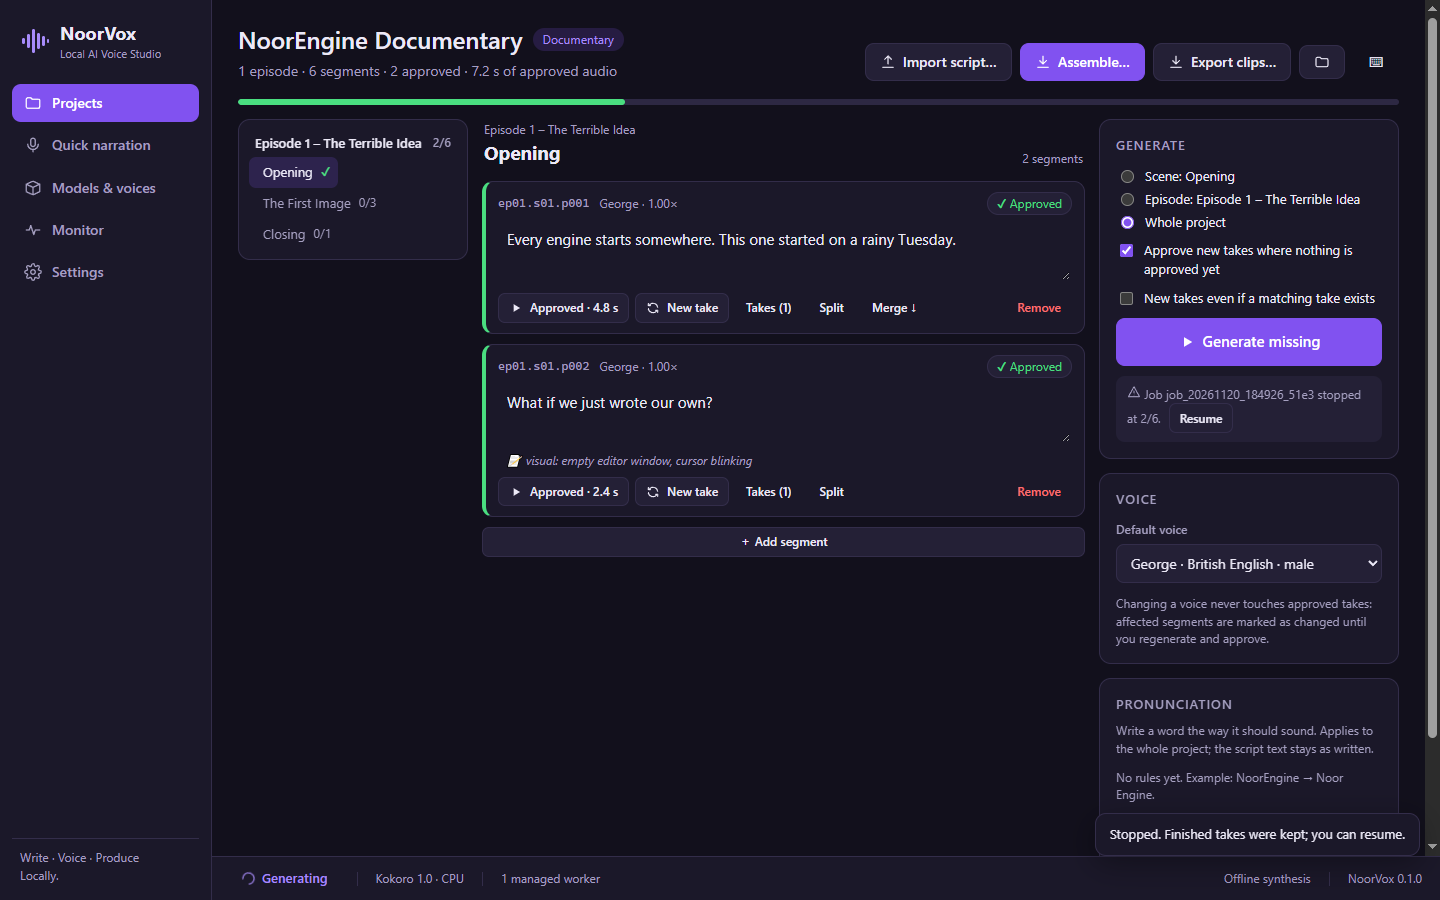 NoorVox
Local AI Voice Studio
Projects
Quick narration
Models & voices
Monitor
Settings
Write · Voice · Produce
Locally.
NoorEngine Documentary
Documentary
1 episode · 6 segments · 2 approved · 7.2 s of approved audio
Import script...
Assemble...
Export clips...
Episode 1 – The Terrible Idea 2/6
Opening ✓
The First Image 0/3
Closing 0/1
Episode 1 – The Terrible Idea
Opening
2 segments
ep01.s01.p001 George · 1.00×
✓ Approved
Every engine starts somewhere. This one started on a rainy Tuesday.
Approved · 4.8 s
New take
Takes (1)
Split
Merge ↓
Remove
ep01.s01.p002 George · 1.00×
✓ Approved
What if we just wrote our own?
visual: empty editor window, cursor blinking
Approved · 2.4 s
New take
Takes (1)
Split
Remove
+ Add segment
GENERATE
Scene: Opening
Episode: Episode 1 – The Terrible Idea
Whole project
Approve new takes where nothing is
approved yet
New takes even if a matching take exists
Generate missing
Job job_20261120_184926_51e3 stopped
at 2/6. Resume
VOICE
Default voice
George · British English · male
Changing a voice never touches approved takes:
affected segments are marked as changed until
you regenerate and approve.
PRONUNCIATION
Write a word the way it should sound. Applies to
the whole project; the script text stays as written.
No rules yet. Example: NoorEngine → Noor
Engine.
Stopped. Finished takes were kept; you can resume.
Generating
Kokoro 1.0 · CPU
1 managed worker
Offline synthesis
NoorVox 0.1.0